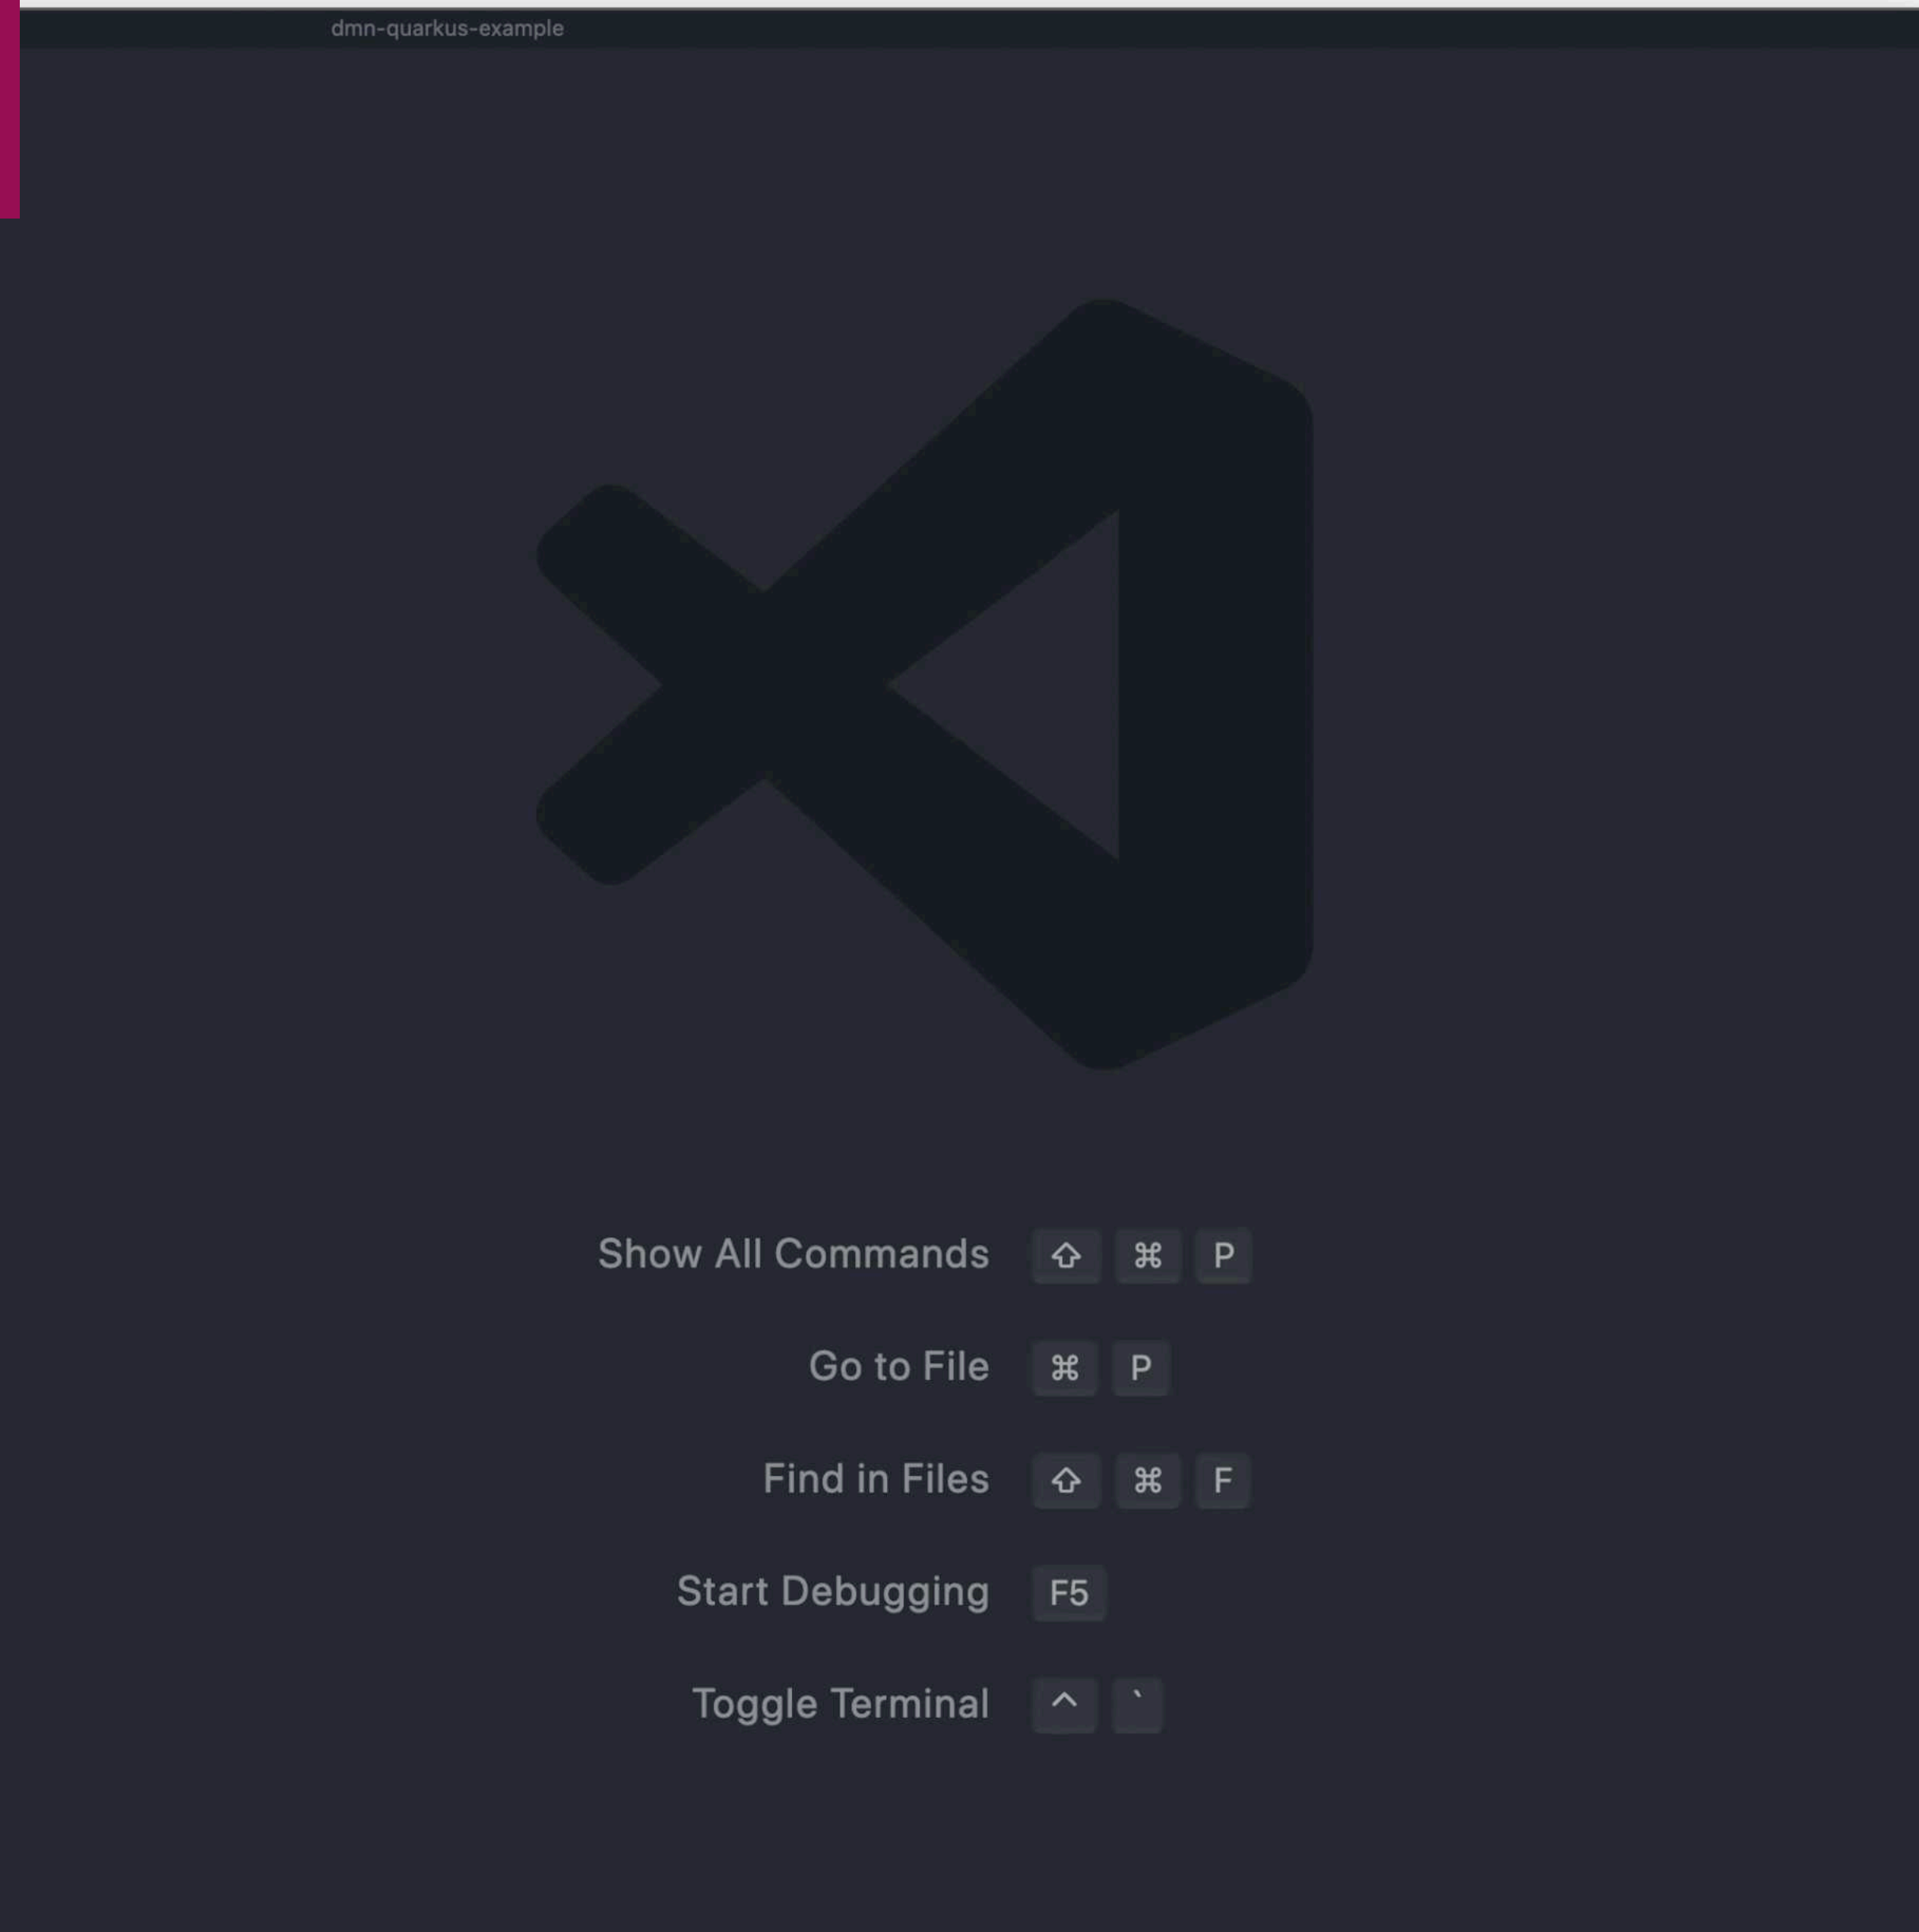 dmn-quarkus-example
Show All Commands ⇧ ⌘ P
Go to File ⌘ P
Find in Files ⇧ ⌘ F
Start Debugging F5
Toggle Terminal ^ `